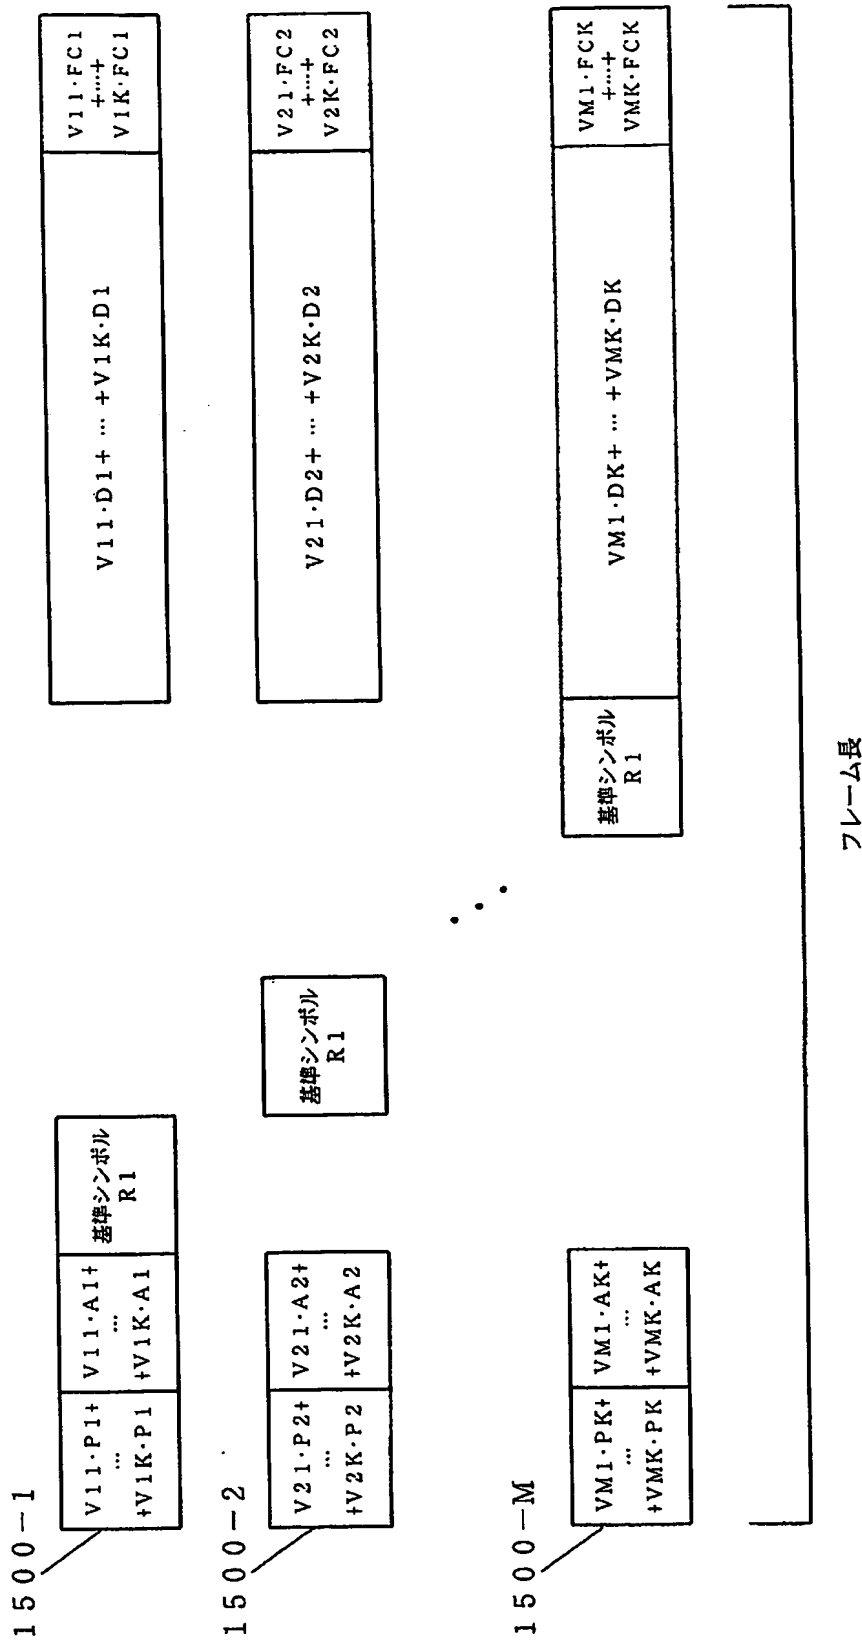 1500-1
V11·P1+
…
+V1K·P1
V11·A1+
…
+V1K·A1
基準シンボル
R1
V11·D1+ … +V1K·D1
V11·FC1
+…+
V1K·FC1
1500-2
V21·P2+
…
+V2K·P2
V21·A2+
…
+V2K·A2
基準シンボル
R1
V21·D2+ … +V2K·D2
V21·FC2
+…+
V2K·FC2
1500-M
VM1·PK+
…
+VMK·PK
VM1·AK+
…
+VMK·AK
基準シンボル
R1
VM1·DK+ … +VMK·DK
VM1·FCK
+…+
VMK·FCK
フレーム長